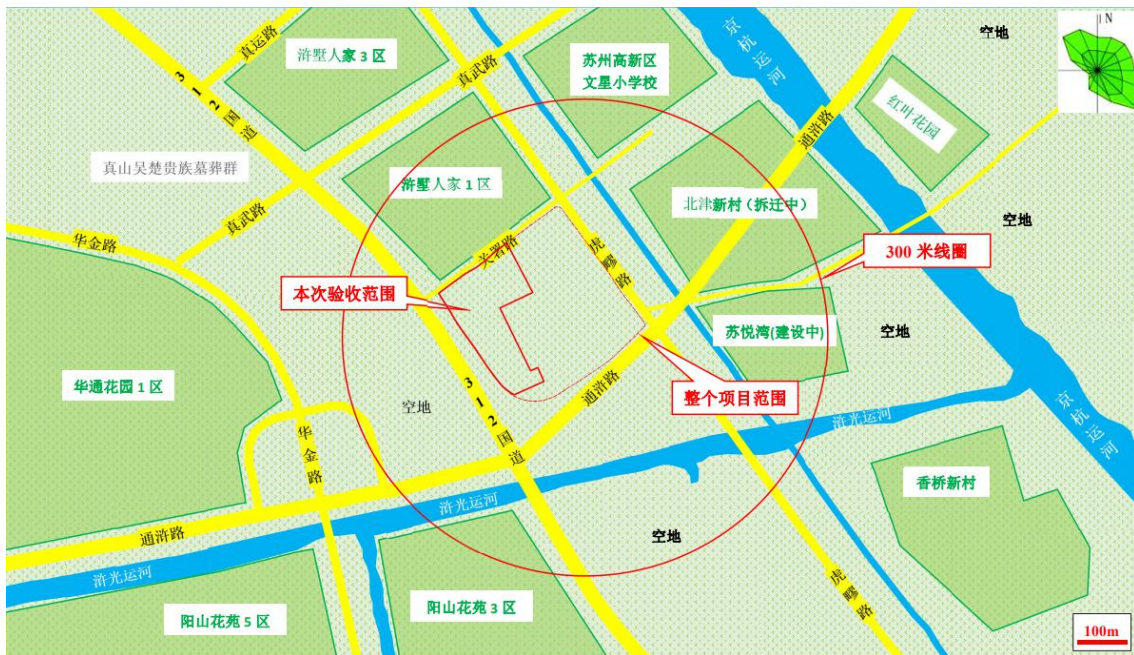 N
空地
京杭运河
真运路
浒墅人家 3 区
真武路
苏州高新区
文星小学校
312国道
红叶花园
通浒路
真山吴楚贵族墓葬群
浒墅人家 1 区
北津新村（拆迁中）
真武路
空地
华金路
关署路
虎疁路
300 米线圈
本次验收范围
苏悦湾(建设中)
空地
华通花园 1 区
312国道
通浒路
整个项目范围
空地
浒光运河
京杭运河
华金路
香桥新村
浒光运河
通浒路
空地
浒光运河
虎疁路
阳山花苑 5 区
阳山花苑 3 区
100m